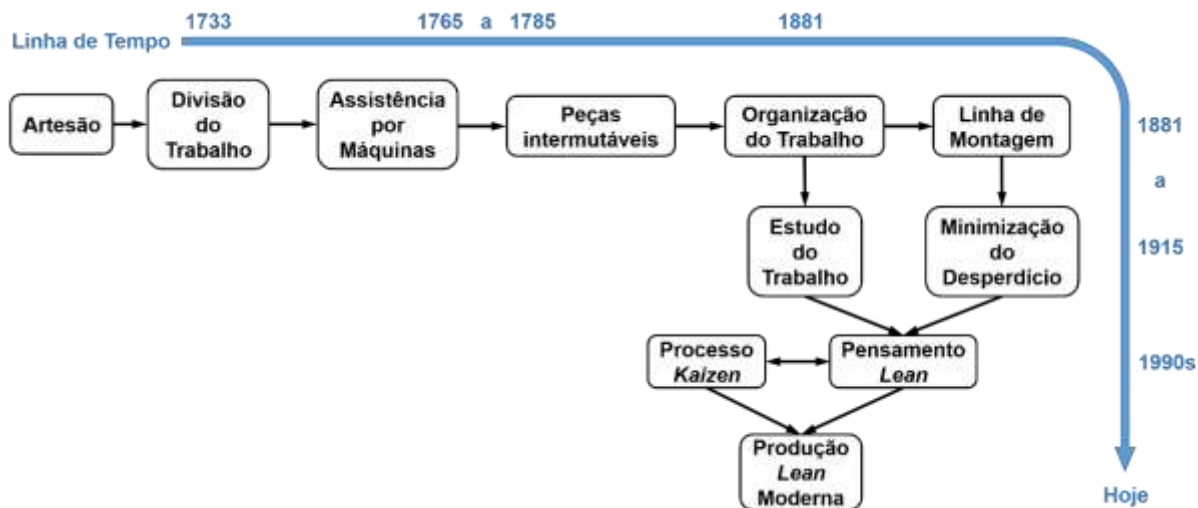 1733
1765 a 1785
1881
Linha de Tempo
Artesão
Divisão
do
Trabalho
Assistência
por
Máquinas
Peças
intermutáveis
Organização
do Trabalho
Linha de
Montagem
1881
a
1915
Estudo
do
Trabalho
Minimização
do
Desperdício
Processo
Kaizen
Pensamento
Lean
1990s
Produção
Lean
Moderna
Hoje